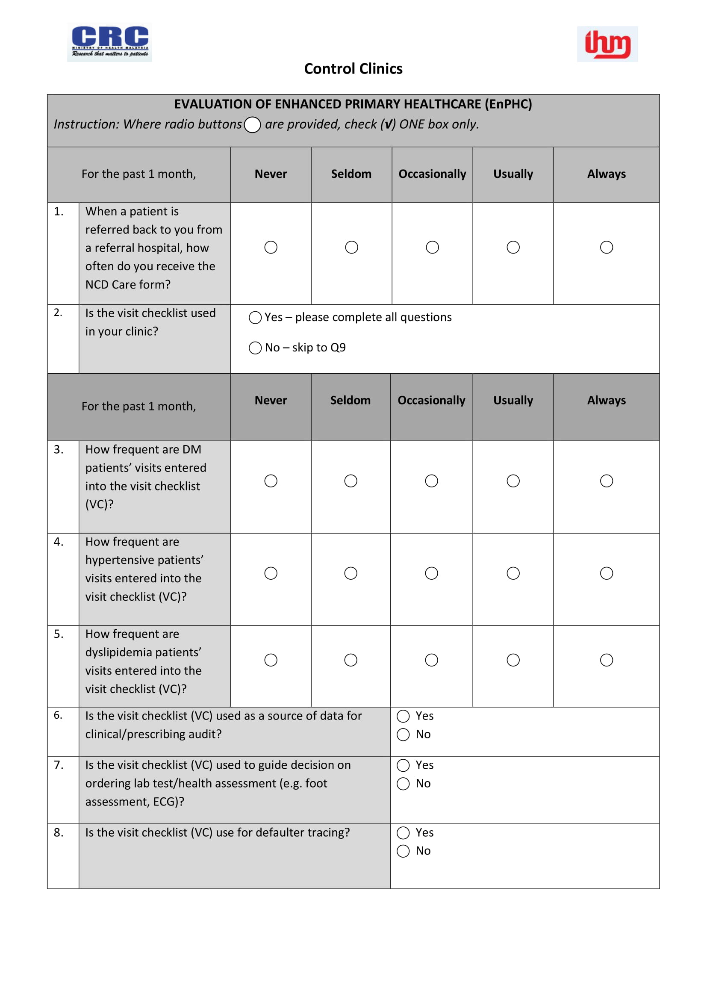 CRC
MINISTRY OF HEALTH MALAYSIA
Research that matters to patients
ihm
Control Clinics
EVALUATION OF ENHANCED PRIMARY HEALTHCARE (EnPHC)
Instruction: Where radio buttons are provided, check (√) ONE box only.
For the past 1 month, Never Seldom Occasionally Usually Always
1. When a patient is
referred back to you from
a referral hospital, how
often do you receive the
NCD Care form?
2. Is the visit checklist used
in your clinic?
Yes – please complete all questions
No – skip to Q9
For the past 1 month, Never Seldom Occasionally Usually Always
3. How frequent are DM
patients’ visits entered
into the visit checklist
(VC)?
4. How frequent are
hypertensive patients’
visits entered into the
visit checklist (VC)?
5. How frequent are
dyslipidemia patients’
visits entered into the
visit checklist (VC)?
6. Is the visit checklist (VC) used as a source of data for
clinical/prescribing audit?
Yes
No
7. Is the visit checklist (VC) used to guide decision on
ordering lab test/health assessment (e.g. foot
assessment, ECG)?
Yes
No
8. Is the visit checklist (VC) use for defaulter tracing?
Yes
No